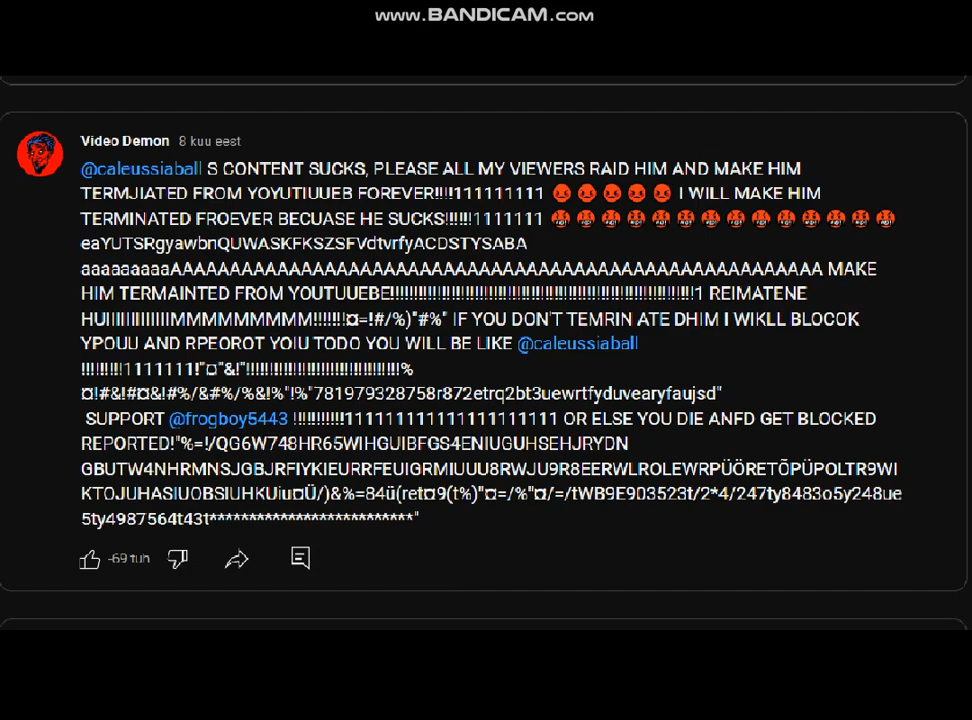 www.BANDICAM.com
Video Demon 8 kuu eest
@caleussiaball S CONTENT SUCKS, PLEASE ALL MY VIEWERS RAID HIM AND MAKE HIM
TERMJIATED FROM YOYUTIUUEB FOREVER!!!!1111111111 😡😡😡😡😡 I WILL MAKE HIM
TERMINATED FROEVER BECUASE HE SUCKS!!!!!!1111111 🤬🤬🤬🤬🤬🤬🤬🤬🤬🤬🤬🤬🤬🤬
eaYUTSRgyawbnQUWASKFKSZSFVdtvrfyACDSTYSABA
aaaaaaaaaAAAAAAAAAAAAAAAAAAAAAAAAAAAAAAAAAAAAAAAAAAAAAAAAAAAAAA MAKE
HIM TERMAINTED FROM YOUTUUEBE!!!!!!!!!!!!!!!!!!!!!!!!!!!!!!!!!!!!!!!!!!!!!!!!!!!!!!!!!!!!!1 REIMATENE
HUIIIIIIIIIIIIIMMMMMMMMM!!!!!!!¤=!#/%)"#%" IF YOU DON'T TEMRIN ATE DHIM I WIKLL BLOCOK
YPOUU AND RPEOROT YOIU TODO YOU WILL BE LIKE @caleussiaball
!!!!!!!!!1111111!"¤"&!"!!!!!!!!!!!!!!!!!!!!!!!!!!!!!!!!%
¤!#&!#¤&!#%/&#%/%&!%"!%"781979328758r872etrq2bt3uewrtfyduvearyfaujsd"
SUPPORT @frogboy5443 !!!!!!!!!!!1111111111111111111111 OR ELSE YOU DIE ANFD GET BLOCKED
REPORTED!"%=!/QG6W748HR65WIHGUIBFGS4ENIUGUHSEHJRYDN
GBUTW4NHRMNSJGBJRFIYKIEURRFEUIGRMIUUU8RWJU9R8EERWLROLEWRPÜÖRETÕPÜPOLTR9WI
KTOJUHASIUOBSIUHKUiu¤Ü/)&%=84ü(ret¤9(t%)"¤=/%"¤/=/tWB9E903523t/2*4/247ty8483o5y248ue
5ty4987564t43t**************************"
-69 tuh